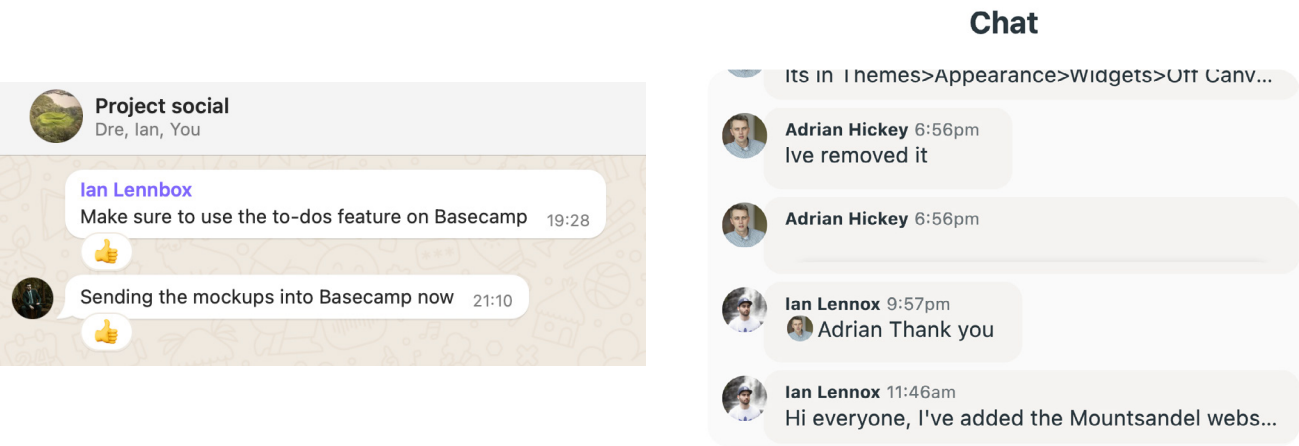 Project social
Dre, Ian, You
Ian Lennbox
Make sure to use the to-dos feature on Basecamp 19:28
Sending the mockups into Basecamp now 21:10
Chat
Its in Themes>Appearance>Widgets>Off Canv...
Adrian Hickey 6:56pm
Ive removed it
Adrian Hickey 6:56pm
Ian Lennox 9:57pm
Adrian Thank you
Ian Lennox 11:46am
Hi everyone, I've added the Mountsandel webs...